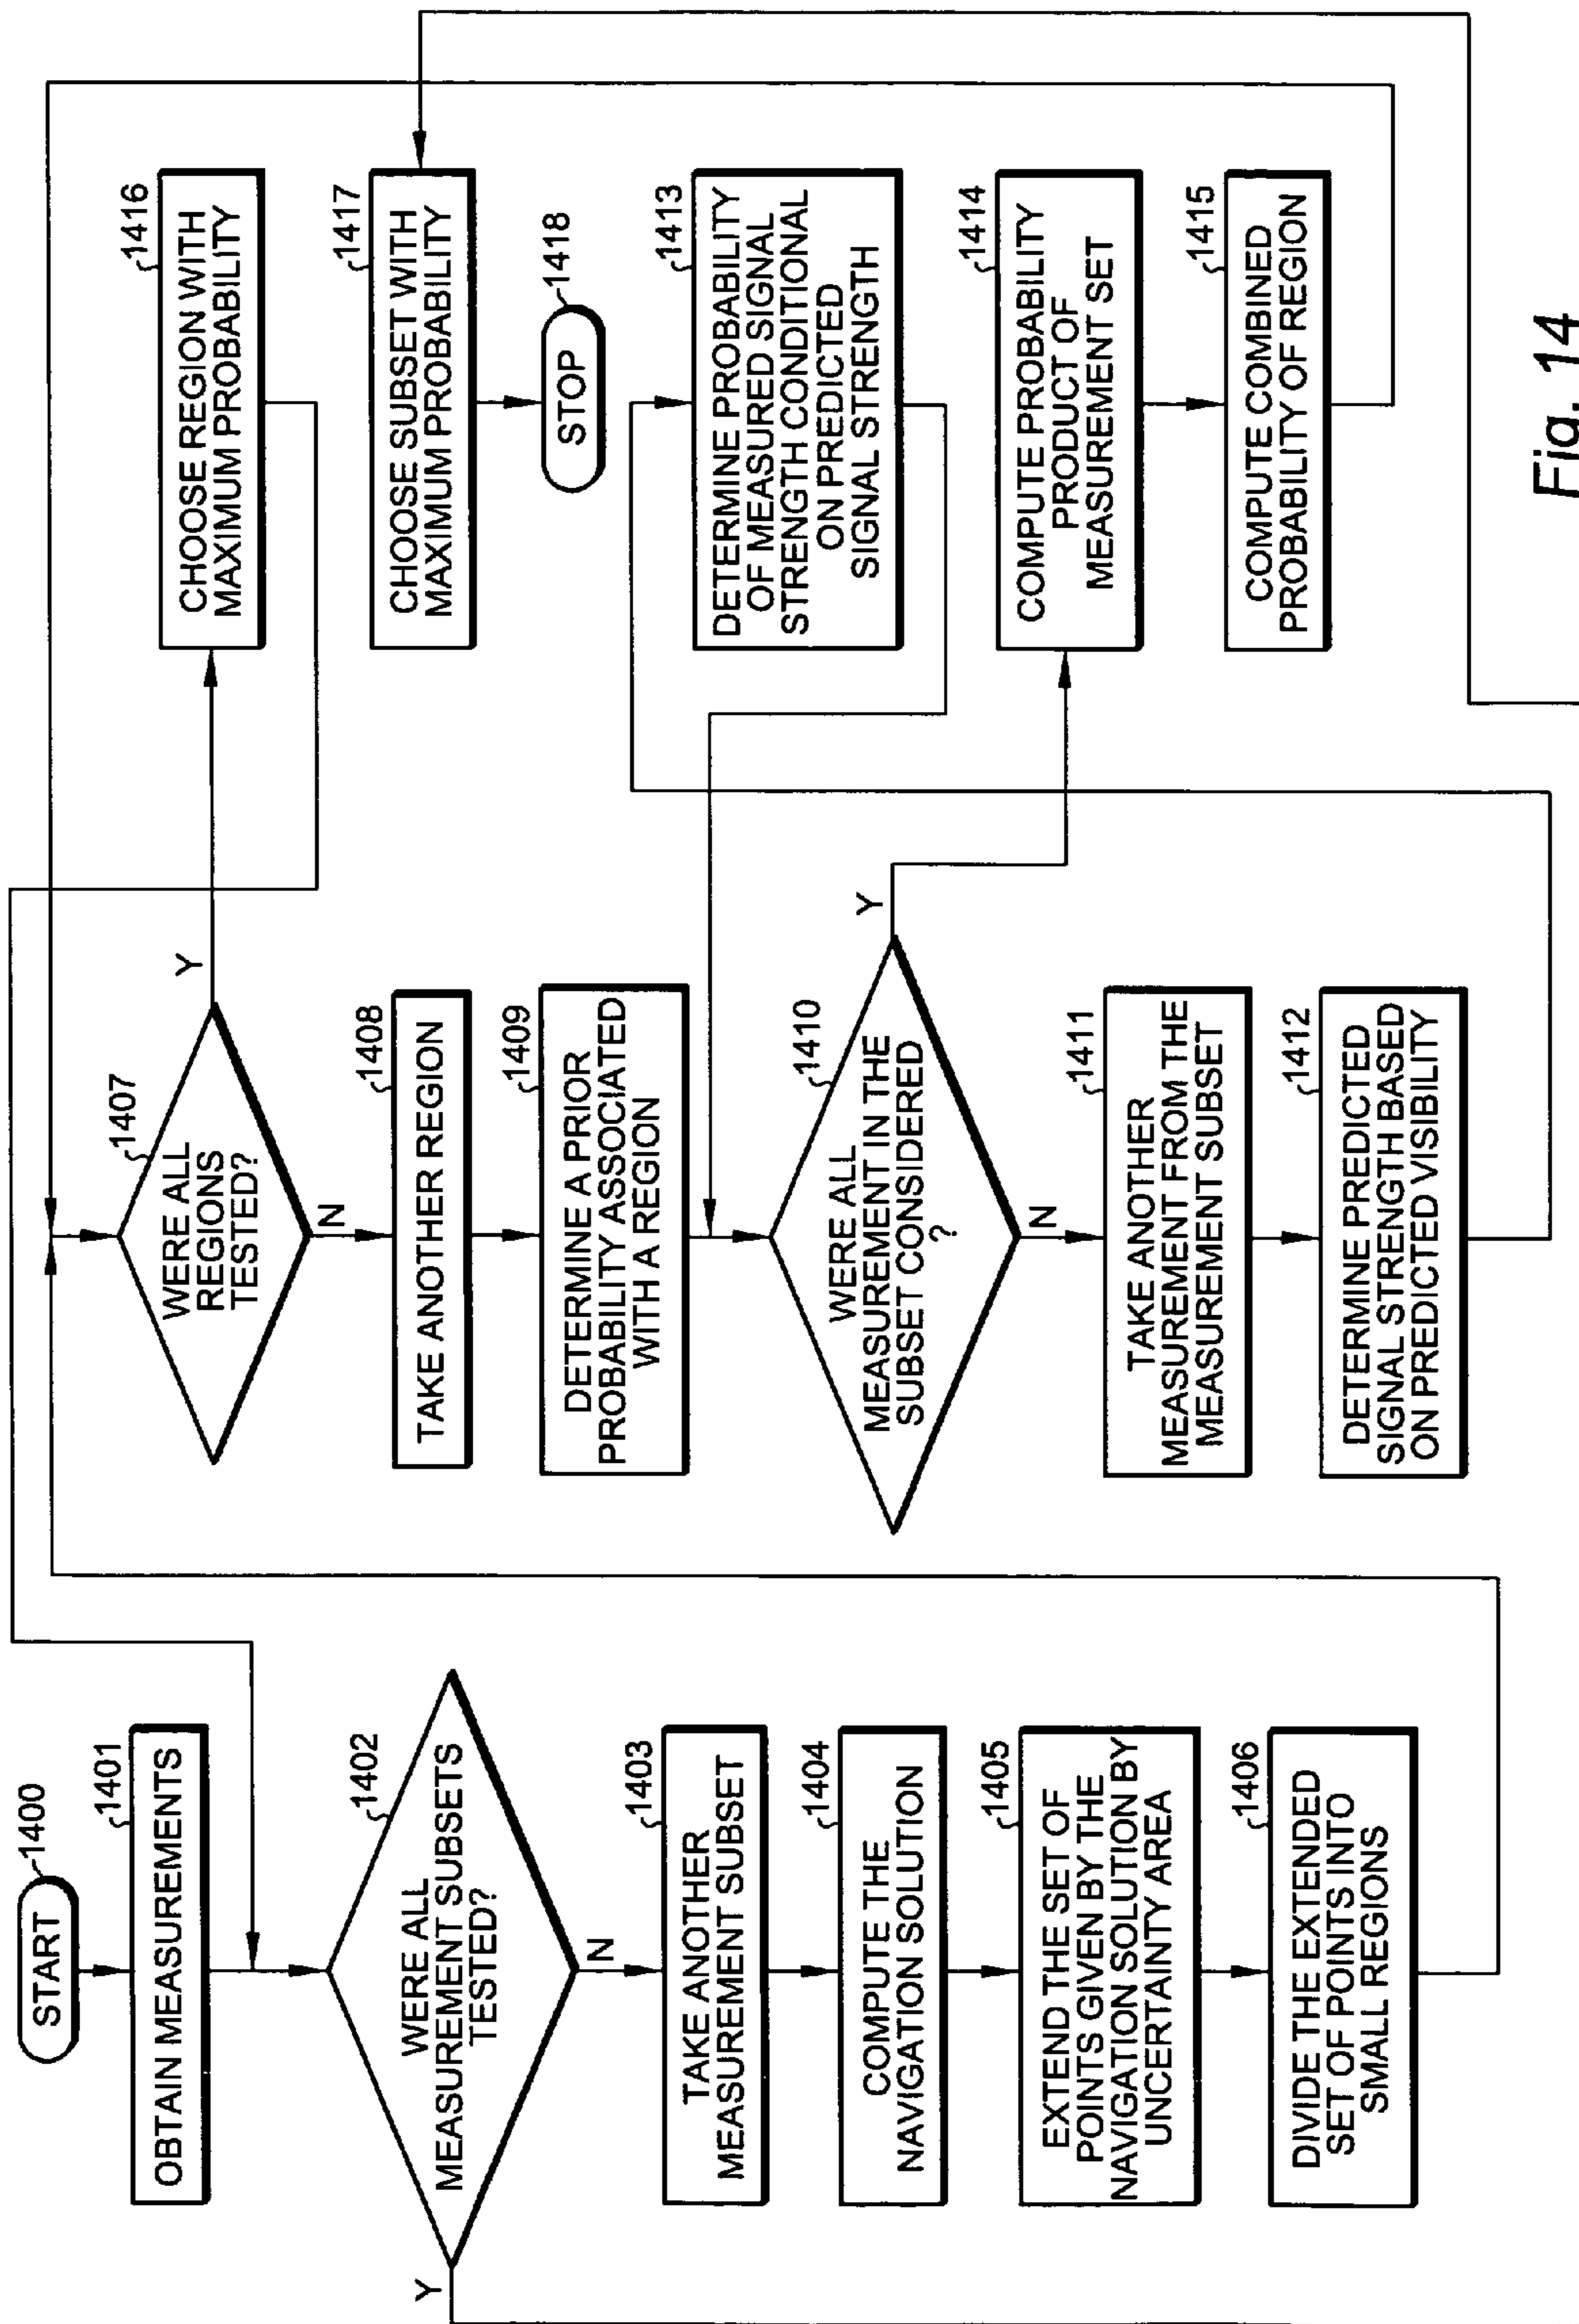 START
1400
OBTAIN MEASUREMENTS
1401
WERE ALL
MEASUREMENT SUBSETS
TESTED?
1402
Y
N
TAKE ANOTHER
MEASUREMENT SUBSET
1403
COMPUTE THE
NAVIGATION SOLUTION
1404
EXTEND THE SET OF
POINTS GIVEN BY THE
NAVIGATION SOLUTION BY
UNCERTAINTY AREA
1405
DIVIDE THE EXTENDED
SET OF POINTS INTO
SMALL REGIONS
1406
WERE ALL
REGIONS
TESTED?
1407
Y
N
TAKE ANOTHER REGION
1408
DETERMINE A PRIOR
PROBABILITY ASSOCIATED
WITH A REGION
1409
WERE ALL
MEASUREMENT IN THE
SUBSET CONSIDERED
?
1410
Y
N
TAKE ANOTHER
MEASUREMENT FROM THE
MEASUREMENT SUBSET
1411
DETERMINE PREDICTED
SIGNAL STRENGTH BASED
ON PREDICTED VISIBILITY
1412
CHOOSE REGION WITH
MAXIMUM PROBABILITY
1416
CHOOSE SUBSET WITH
MAXIMUM PROBABILITY
1417
STOP
1418
DETERMINE PROBABILITY
OF MEASURED SIGNAL
STRENGTH CONDITIONAL
ON PREDICTED
SIGNAL STRENGTH
1413
COMPUTE PROBABILITY
PRODUCT OF
MEASUREMENT SET
1414
COMPUTE COMBINED
PROBABILITY OF REGION
1415
Fig. 14